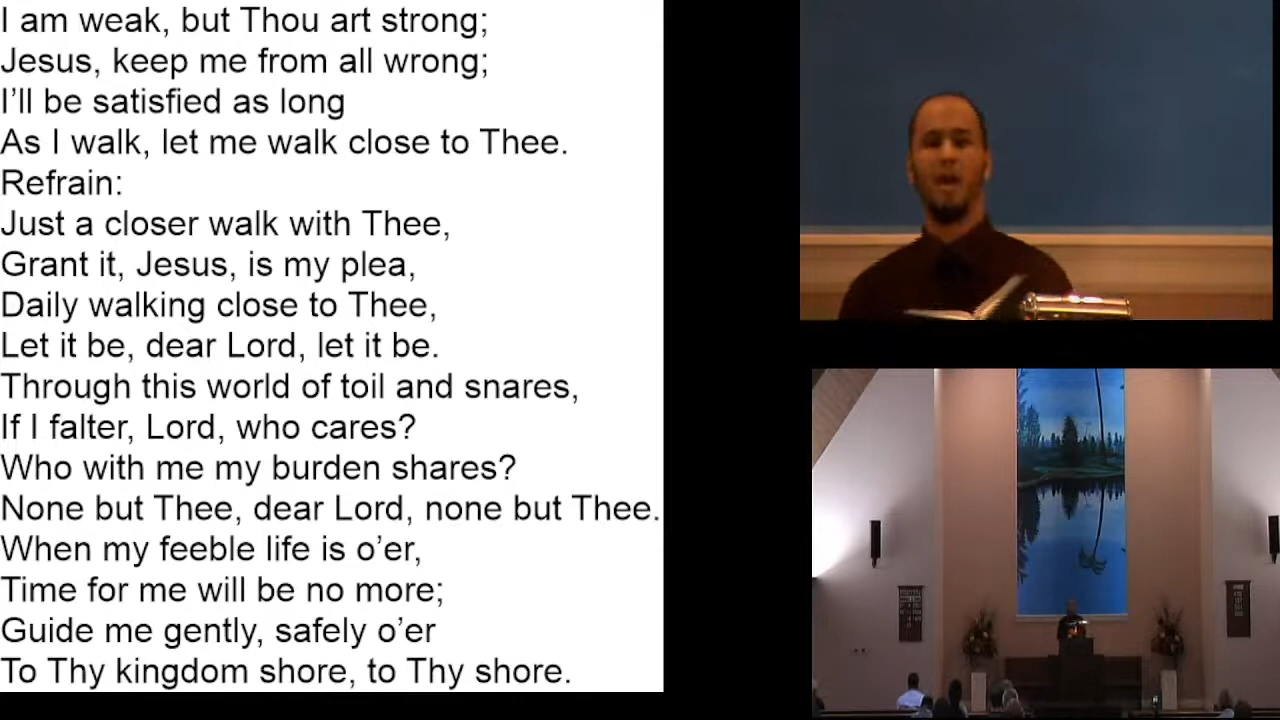 I am weak, but Thou art strong;
Jesus, keep me from all wrong;
I’ll be satisfied as long
As I walk, let me walk close to Thee.
Refrain:
Just a closer walk with Thee,
Grant it, Jesus, is my plea,
Daily walking close to Thee,
Let it be, dear Lord, let it be.
Through this world of toil and snares,
If I falter, Lord, who cares?
Who with me my burden shares?
None but Thee, dear Lord, none but Thee.
When my feeble life is o’er,
Time for me will be no more;
Guide me gently, safely o’er
To Thy kingdom shore, to Thy shore.